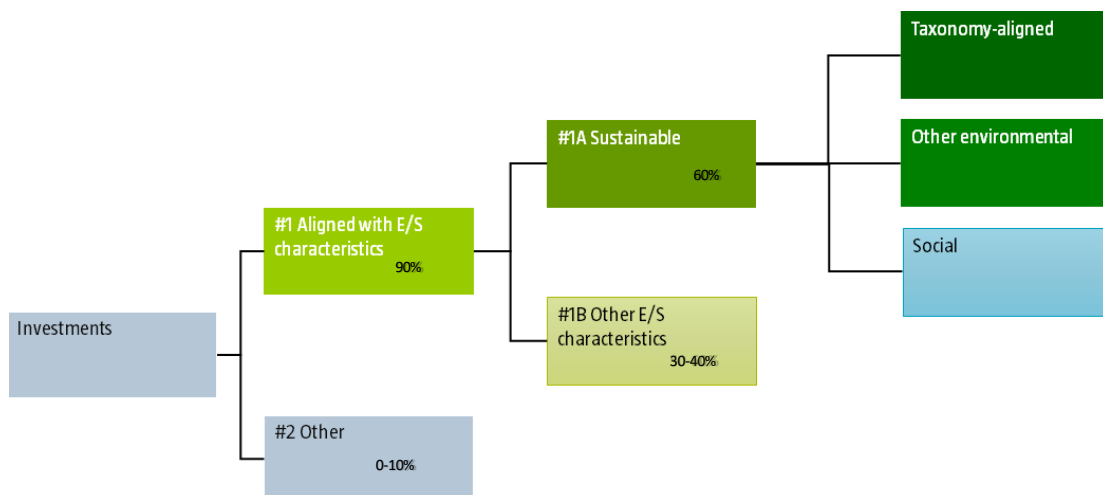 Taxonomy-aligned
#1A Sustainable
60%
Other environmental
#1 Aligned with E/S
characteristics
90%
Social
Investments
#1B Other E/S
characteristics
30-40%
#2 Other
0-10%